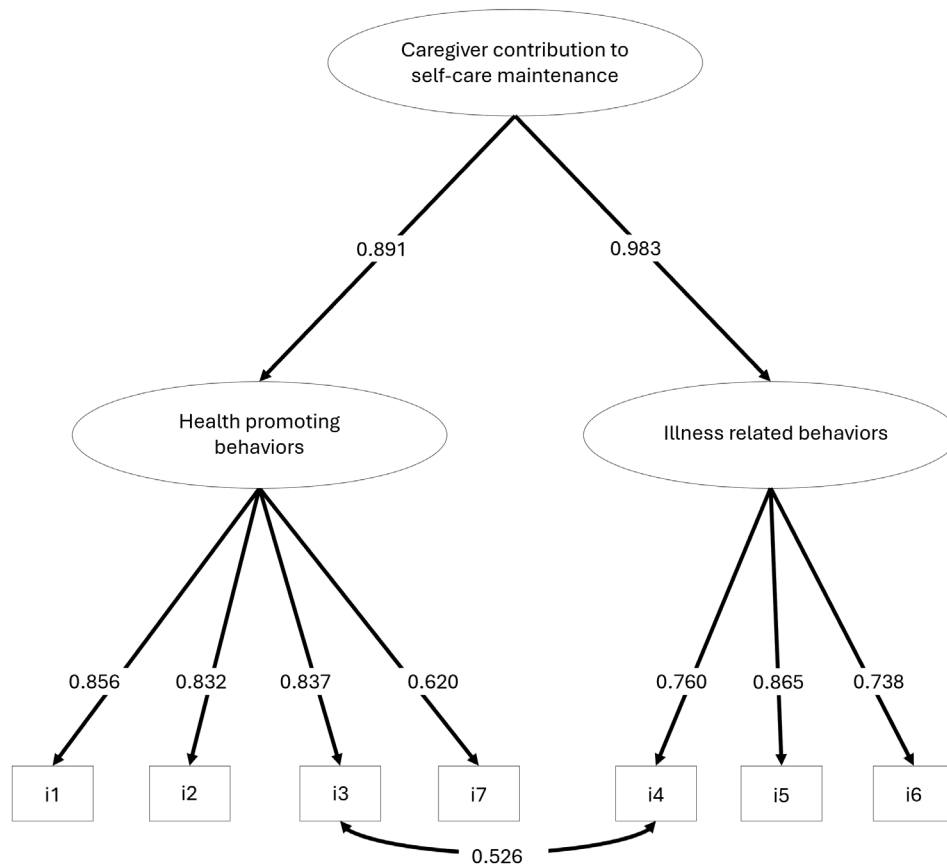 Caregiver contribution to
self-care maintenance
0.891
0.983
Health promoting
behaviors
Illness related behaviors
0.856
0.832
0.837
0.620
0.760
0.865
0.738
i1
i2
i3
i7
i4
i5
i6
0.526